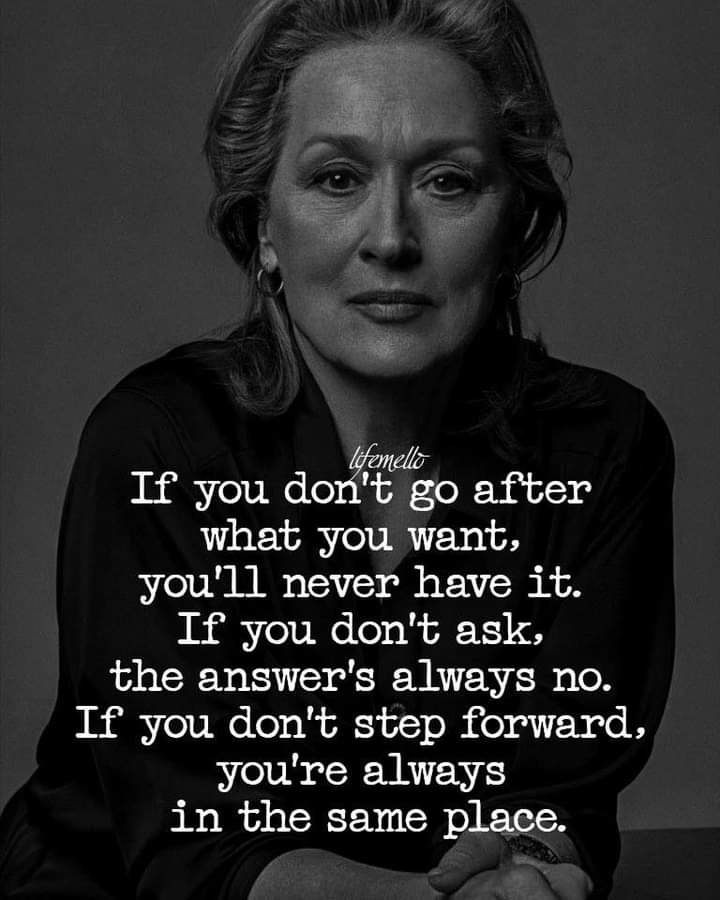 lifemello
If you don't go after
what you want,
you'll never have it.
If you don't ask,
the answer's always no.
If you don't step forward,
you're always
in the same place.